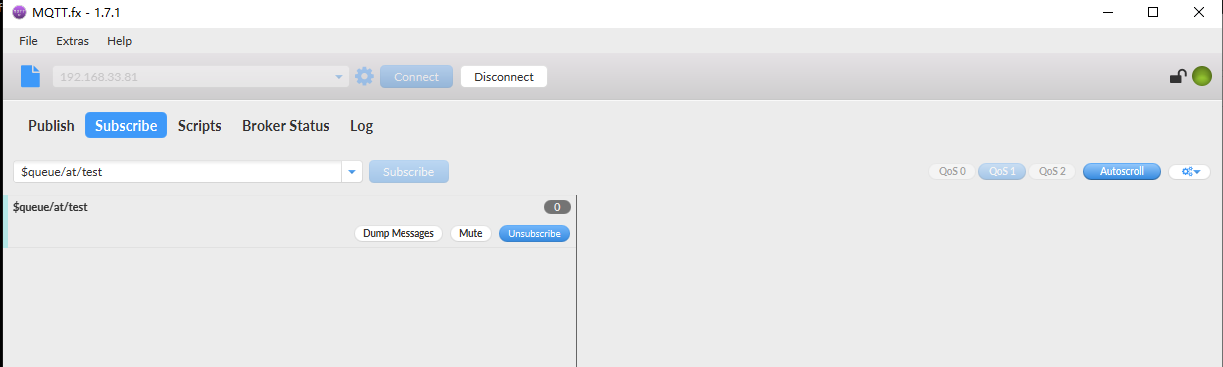 MQTT.fx - 1.7.1
File Extras Help
192.168.33.81 Connect Disconnect
Publish Subscribe Scripts Broker Status Log
$queue/at/test Subscribe QoS 0 QoS 1 QoS 2 Autoscroll
$queue/at/test 0
Dump Messages Mute Unsubscribe